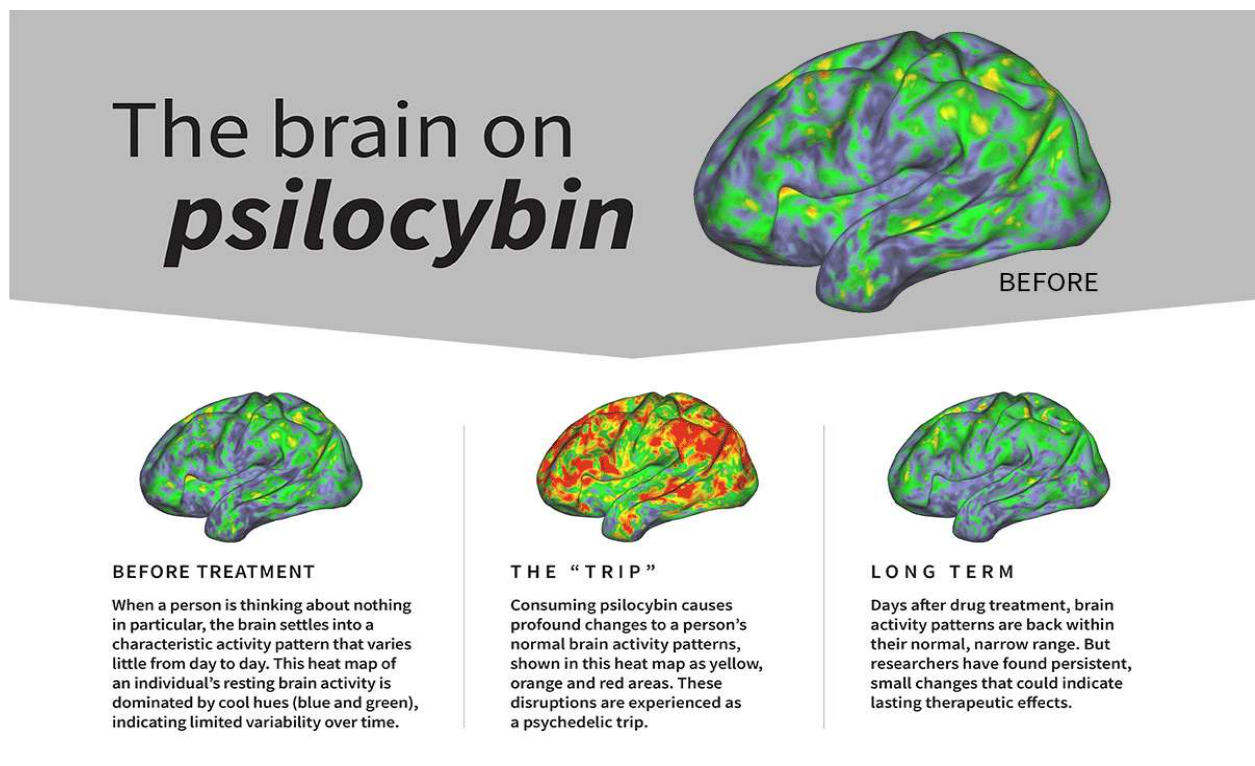 The brain on
psilocybin
BEFORE
BEFORE TREATMENT
When a person is thinking about nothing
in particular, the brain settles into a
characteristic activity pattern that varies
little from day to day. This heat map of
an individual's resting brain activity is
dominated by cool hues (blue and green),
indicating limited variability over time.
THE “TRIP”
Consuming psilocybin causes
profound changes to a person's
normal brain activity patterns,
shown in this heat map as yellow,
orange and red areas. These
disruptions are experienced as
a psychedelic trip.
LONG TERM
Days after drug treatment, brain
activity patterns are back within
their normal, narrow range. But
researchers have found persistent,
small changes that could indicate
lasting therapeutic effects.